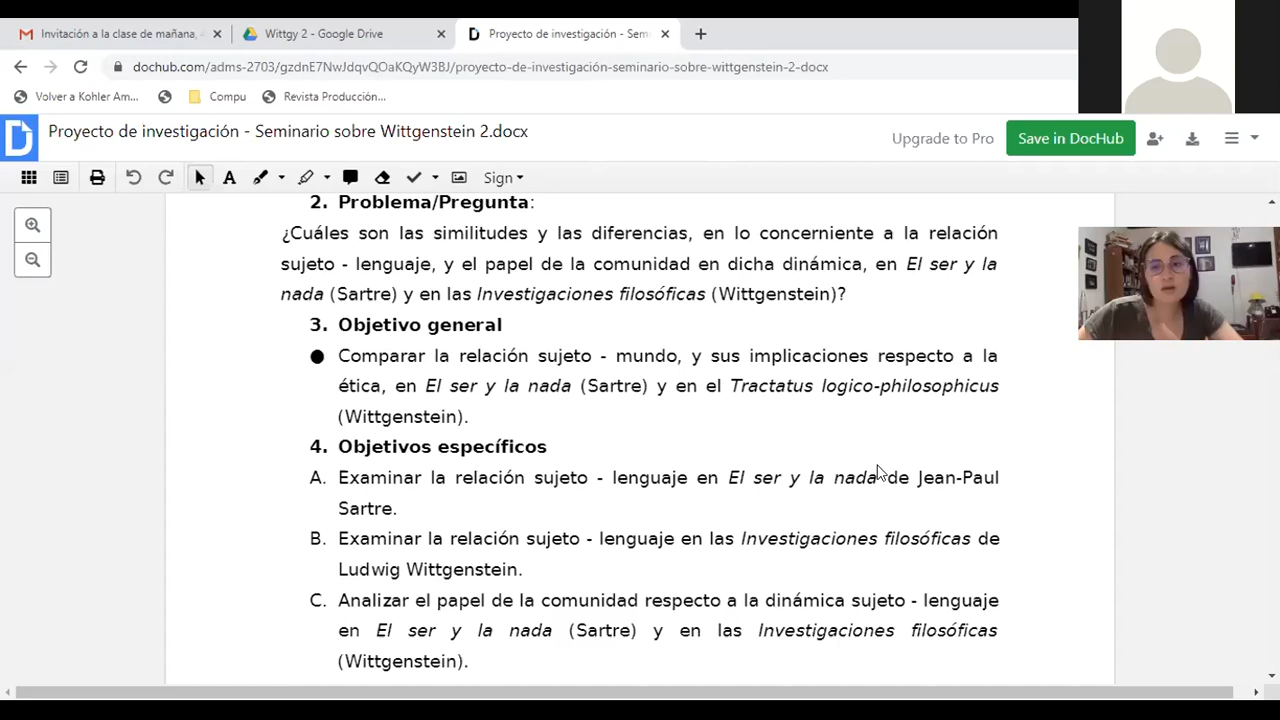 Invitación a la clase de mañana, 4
Wittgy 2 - Google Drive
Proyecto de investigación - Sem
dochub.com/adms-2703/gzdnE7NwJdqvQOaKQyW3BJ/proyecto-de-investigación-seminario-sobre-wittgenstein-2-docx
Volver a Kohler Am...
Compu
Revista Producción...
Proyecto de investigación - Seminario sobre Wittgenstein 2.docx
Upgrade to Pro
Save in DocHub
Sign
2. Problema/Pregunta:
¿Cuáles son las similitudes y las diferencias, en lo concerniente a la relación
sujeto - lenguaje, y el papel de la comunidad en dicha dinámica, en El ser y la
nada (Sartre) y en las Investigaciones filosóficas (Wittgenstein)?
3. Objetivo general
● Comparar la relación sujeto - mundo, y sus implicaciones respecto a la
ética, en El ser y la nada (Sartre) y en el Tractatus logico-philosophicus
(Wittgenstein).
4. Objetivos específicos
A. Examinar la relación sujeto - lenguaje en El ser y la nada de Jean-Paul
Sartre.
B. Examinar la relación sujeto - lenguaje en las Investigaciones filosóficas de
Ludwig Wittgenstein.
C. Analizar el papel de la comunidad respecto a la dinámica sujeto - lenguaje
en El ser y la nada (Sartre) y en las Investigaciones filosóficas
(Wittgenstein).